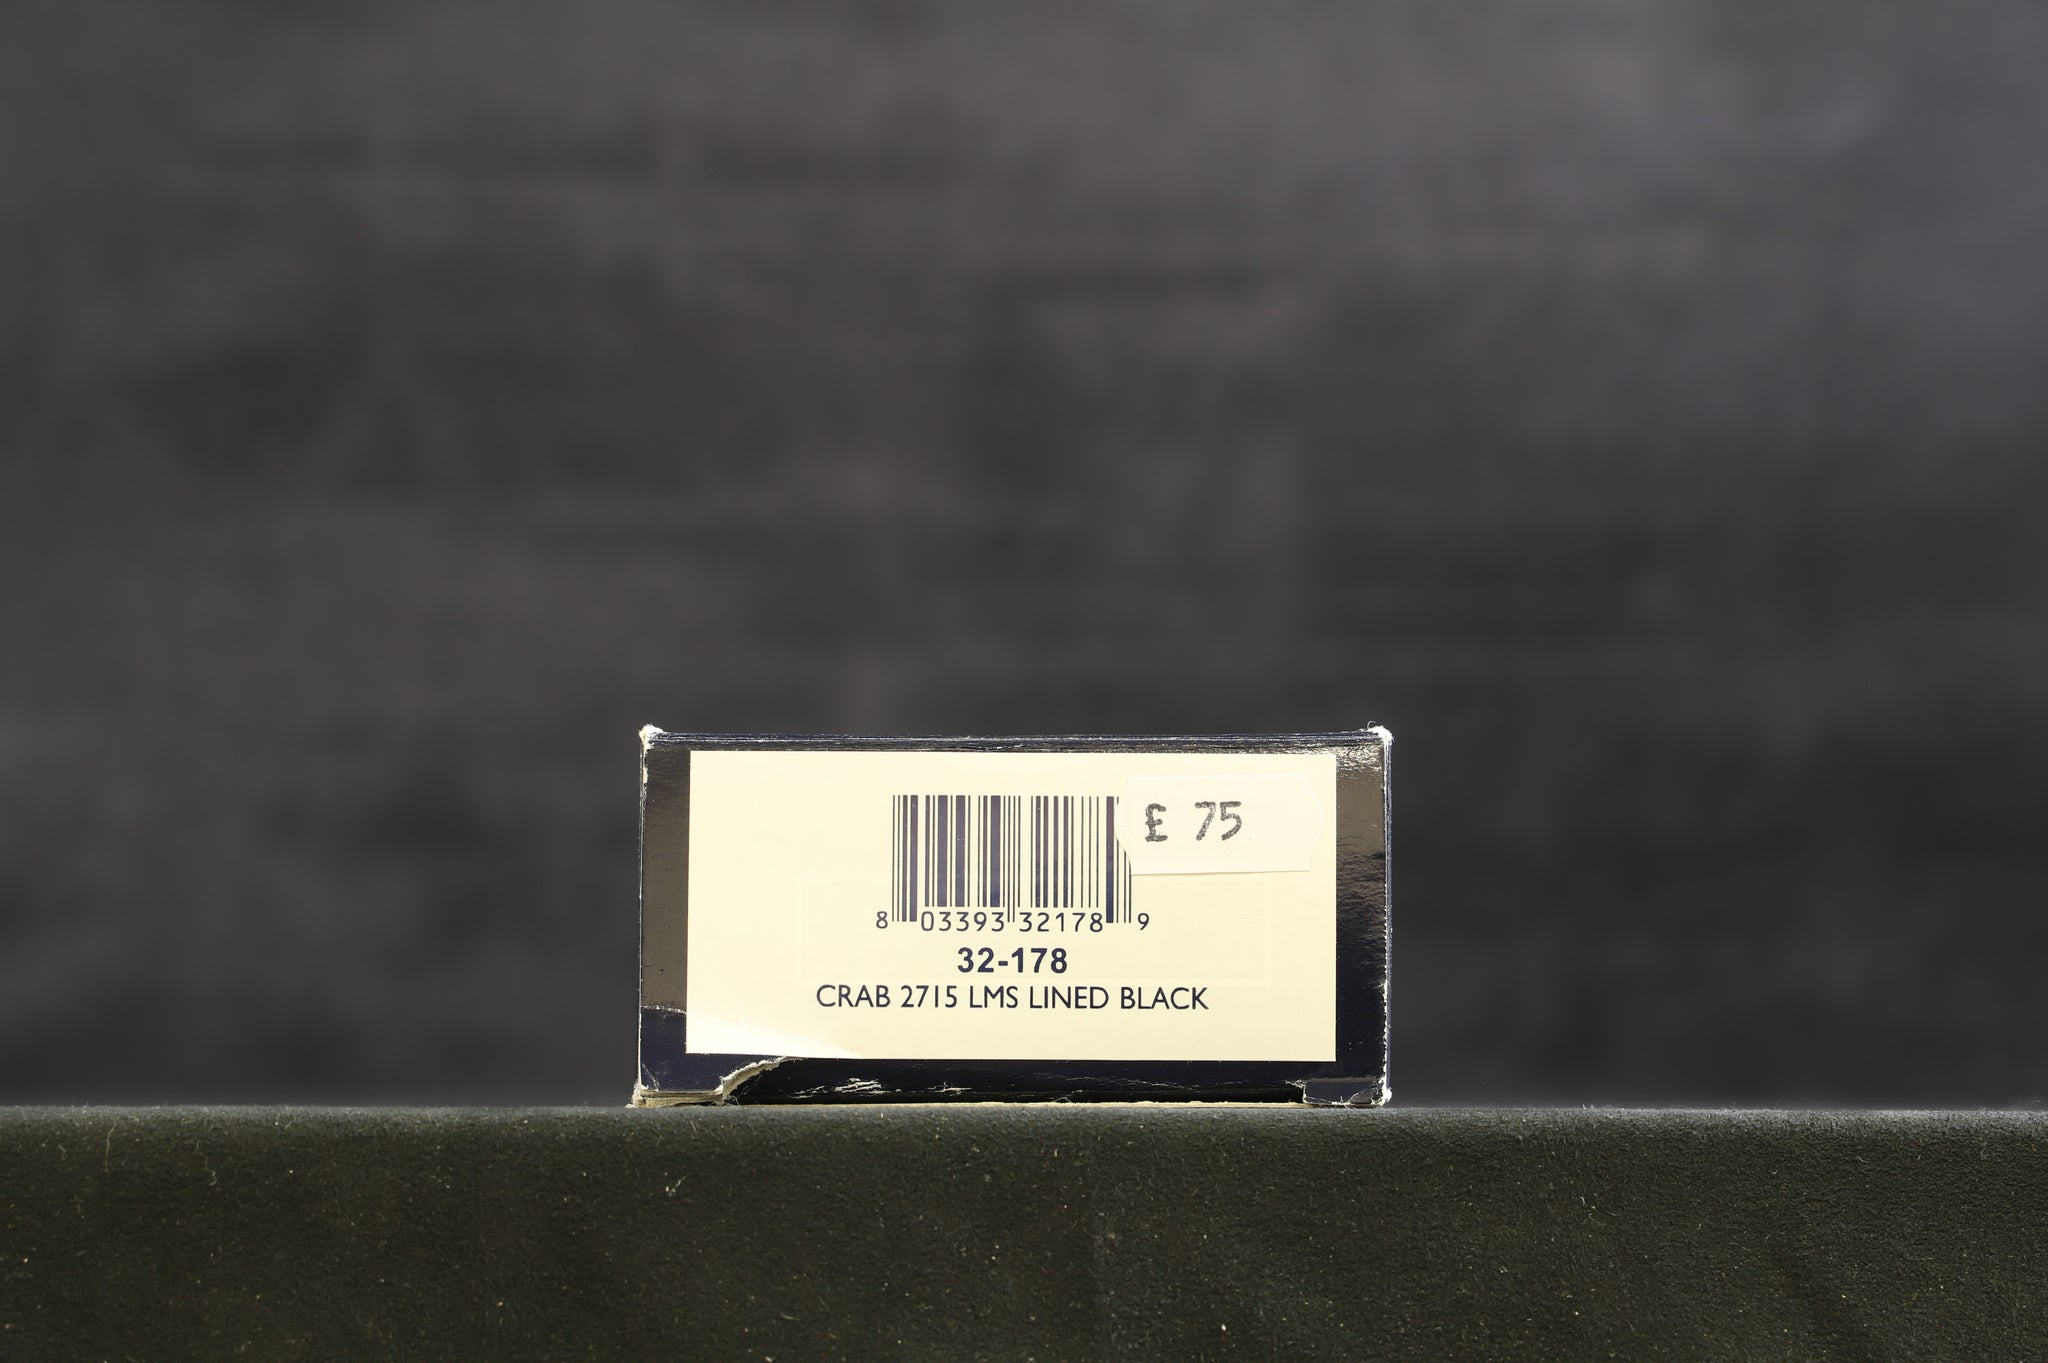 £ 75
8 03393 32178 9
32-178
CRAB 2715 LMS LINED BLACK